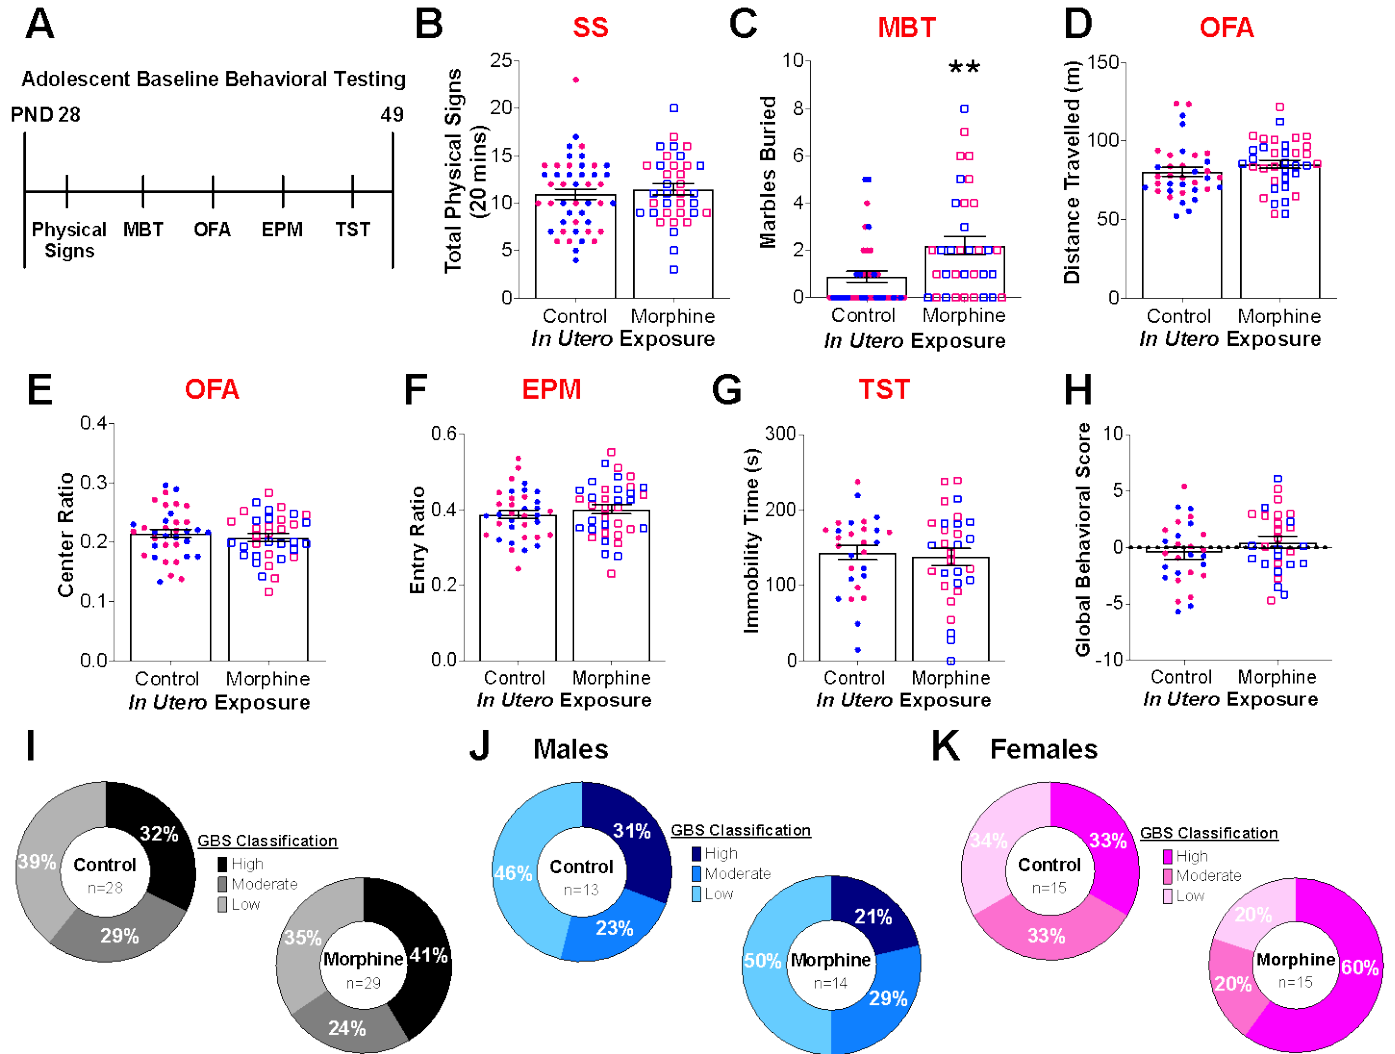 A
Adolescent Baseline Behavioral Testing
PND 28
49
Physical
Signs
MBT
OFA
EPM
TST
B
SS
Total Physical Signs
(20 mins)
25
20
15
10
5
0
Control
Morphine
In Utero Exposure
C
MBT
**
Marbles Buried
10
8
6
4
2
0
Control
Morphine
In Utero Exposure
D
OFA
Distance Travelled (m)
150
100
50
0
Control
Morphine
In Utero Exposure
E
OFA
Center Ratio
0.4
0.3
0.2
0.1
0.0
Control
Morphine
In Utero Exposure
F
EPM
Entry Ratio
0.6
0.4
0.2
0.0
Control
Morphine
In Utero Exposure
G
TST
Immobility Time (s)
300
200
100
0
Control
Morphine
In Utero Exposure
H
Global Behavioral Score
10
5
0
-5
-10
Control
Morphine
In Utero Exposure
I
32%
39%
29%
Control
n=28
GBS Classification
High
Moderate
Low
35%
41%
24%
Morphine
n=29
J
Males
31%
46%
23%
Control
n=13
GBS Classification
High
Moderate
Low
21%
50%
29%
Morphine
n=14
K
Females
34%
33%
33%
Control
n=15
GBS Classification
High
Moderate
Low
20%
20%
60%
Morphine
n=15